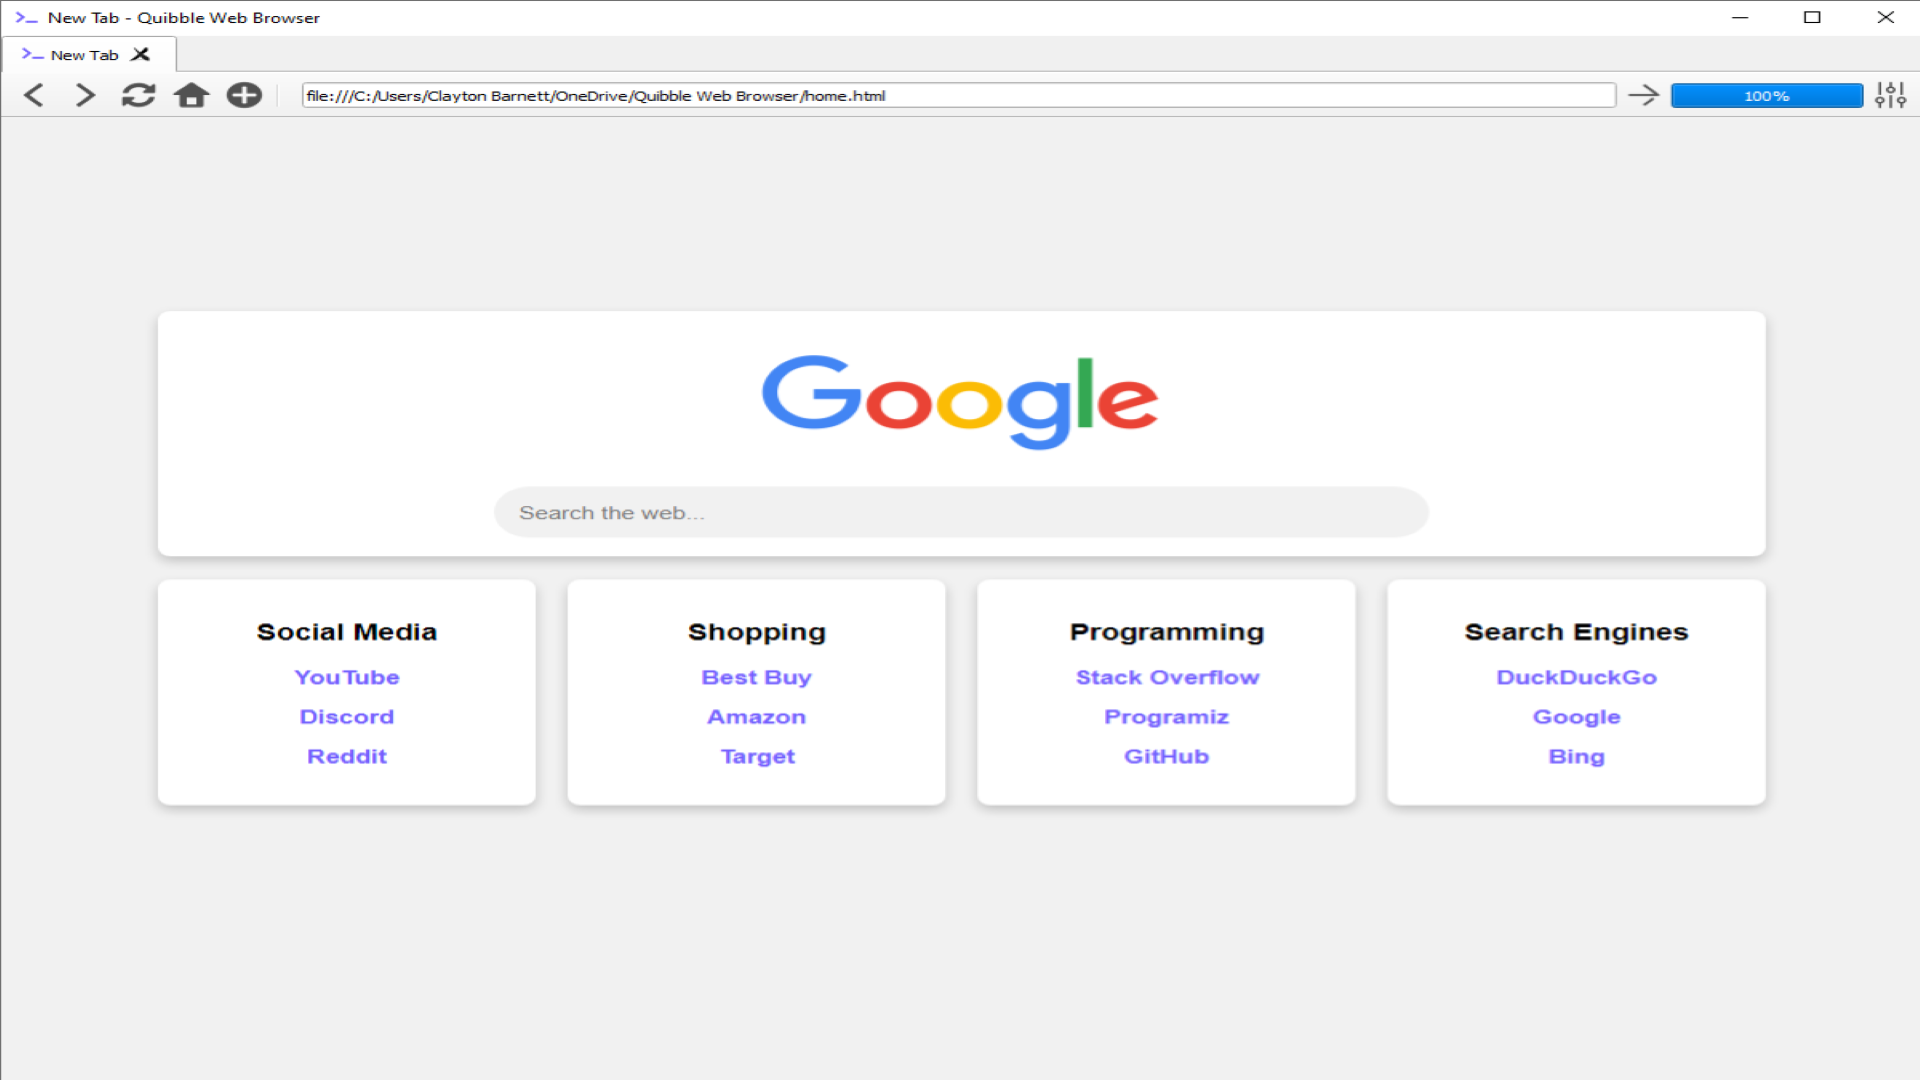 New Tab - Quibble Web Browser
New Tab
file:///C:/Users/Clayton Barnett/OneDrive/Quibble Web Browser/home.html
100%
Google
Search the web...
Social Media
YouTube
Discord
Reddit
Shopping
Best Buy
Amazon
Target
Programming
Stack Overflow
Programiz
GitHub
Search Engines
DuckDuckGo
Google
Bing